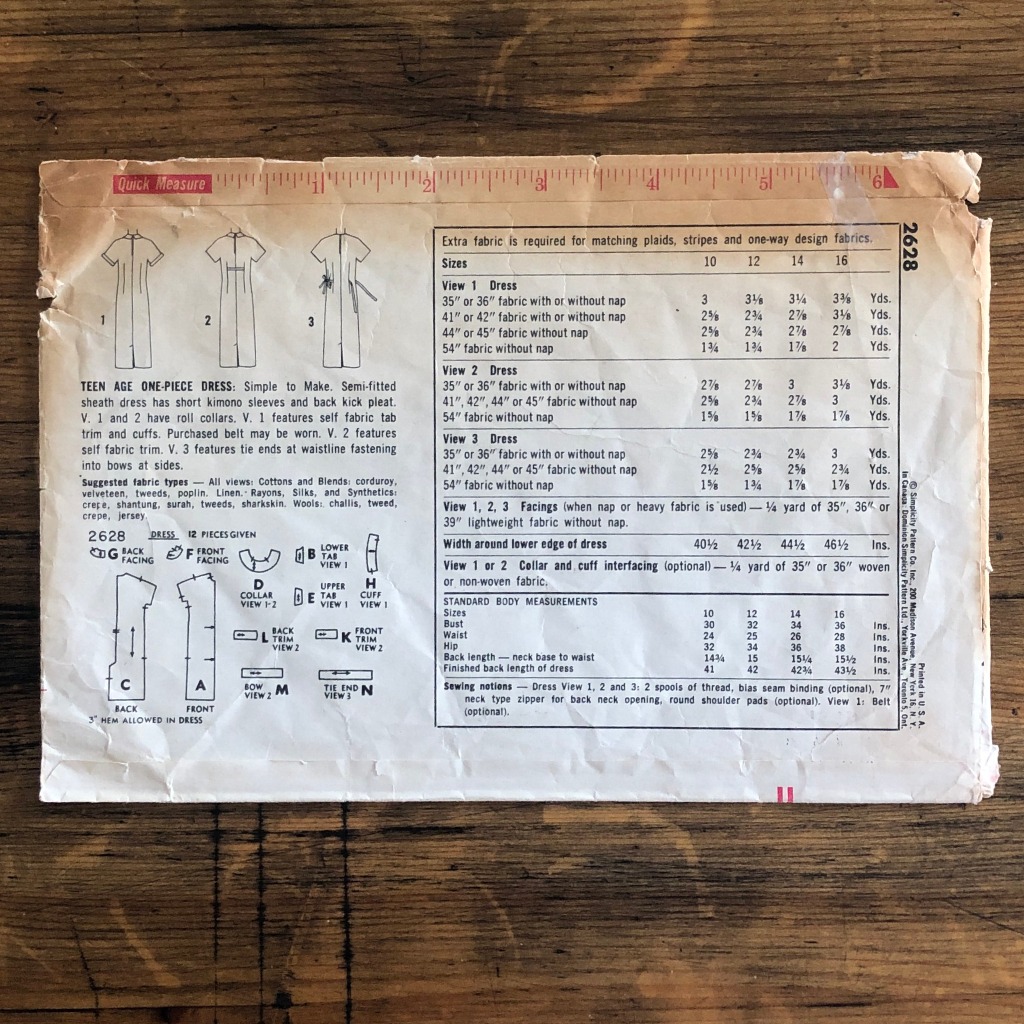 Quick Measure 1 2 3 4 5 6
1 2 3
TEEN AGE ONE-PIECE DRESS: Simple to Make. Semi-fitted
sheath dress has short kimono sleeves and back kick pleat.
V. 1 and 2 have roll collars. V. 1 features self fabric tab
trim and cuffs. Purchased belt may be worn. V. 2 features
self fabric trim. V. 3 features tie ends at waistline fastening
into bows at sides.
Suggested fabric types — All views: Cottons and Blends: corduroy,
velveteen, tweeds, poplin. Linen. Rayons, Silks, and Synthetics:
crepe, shantung, surah, tweeds, sharkskin. Wools: challis, tweed,
crepe, jersey.
2628 DRESS 12 PIECES GIVEN
G BACK FACING
F FRONT FACING
D COLLAR VIEW 1-2
B LOWER TAB VIEW 1
E UPPER TAB VIEW 1
H CUFF VIEW 1
L BACK TRIM VIEW 2
K FRONT TRIM VIEW 2
BOW VIEW 2 M
TIE END VIEW 3 N
C
BACK
A
FRONT
3" HEM ALLOWED IN DRESS
Extra fabric is required for matching plaids, stripes and one-way design fabrics.
Sizes 10 12 14 16
View 1 Dress
35" or 36" fabric with or without nap 3 3⅛ 3¼ 3⅜ Yds.
41" or 42" fabric with or without nap 2⅝ 2¾ 2⅞ 3⅛ Yds.
44" or 45" fabric without nap 2⅝ 2¾ 2⅞ 2⅞ Yds.
54" fabric without nap 1¾ 1¾ 1⅞ 2 Yds.
View 2 Dress
35" or 36" fabric with or without nap 2⅞ 2⅞ 3 3⅛ Yds.
41", 42", 44" or 45" fabric without nap 2⅝ 2¾ 2⅞ 3 Yds.
54" fabric without nap 1⅝ 1⅝ 1⅞ 1⅞ Yds.
View 3 Dress
35" or 36" fabric with or without nap 2⅝ 2¾ 2¾ 3 Yds.
41", 42", 44" or 45" fabric without nap 2½ 2⅝ 2⅝ 2¾ Yds.
54" fabric without nap 1⅝ 1¾ 1⅞ 1⅞ Yds.
View 1, 2, 3 Facings (when nap or heavy fabric is used) — ¼ yard of 35", 36" or
39" lightweight fabric without nap.
Width around lower edge of dress 40½ 42½ 44½ 46½ Ins.
View 1 or 2 Collar and cuff interfacing (optional) — ¼ yard of 35" or 36" woven
or non-woven fabric.
STANDARD BODY MEASUREMENTS
Sizes 10 12 14 16
Bust 30 32 34 36 Ins.
Waist 24 25 26 28 Ins.
Hip 32 34 36 38 Ins.
Back length — neck base to waist 14¾ 15 15¼ 15½ Ins.
Finished back length of dress 41 42 42¾ 43½ Ins.
Sewing notions — Dress View 1, 2 and 3: 2 spools of thread, bias seam binding (optional), 7"
neck type zipper for back neck opening, round shoulder pads (optional). View 1: Belt
(optional).
2628
© Simplicity Pattern Co. Inc., 200 Madison Avenue, New York 16, N. Y. Printed in U. S. A.
In Canada: Dominion Simplicity Pattern Ltd., Yorkville Ave., Toronto 5, Ont.